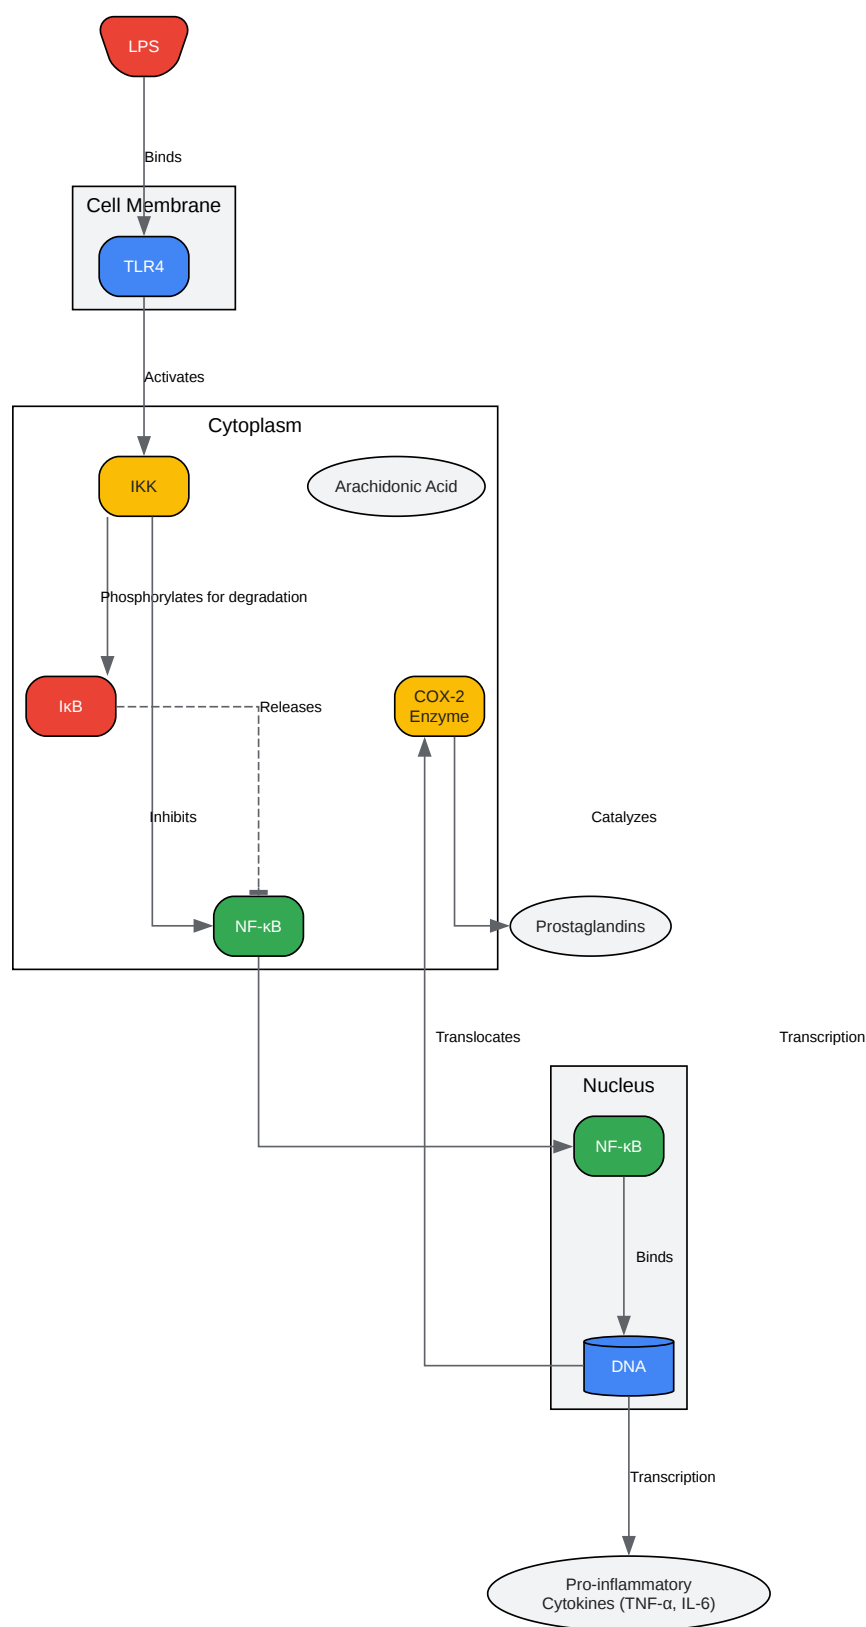 LPS
Binds
Cell Membrane
TLR4
Activates
Cytoplasm
IKK
Arachidonic Acid
Phosphorylates for degradation
IκB
Releases
COX-2
Enzyme
Inhibits
Catalyzes
NF-κB
Prostaglandins
Translocates
Transcription
Nucleus
NF-κB
Binds
DNA
Transcription
Pro-inflammatory
Cytokines (TNF-α, IL-6)